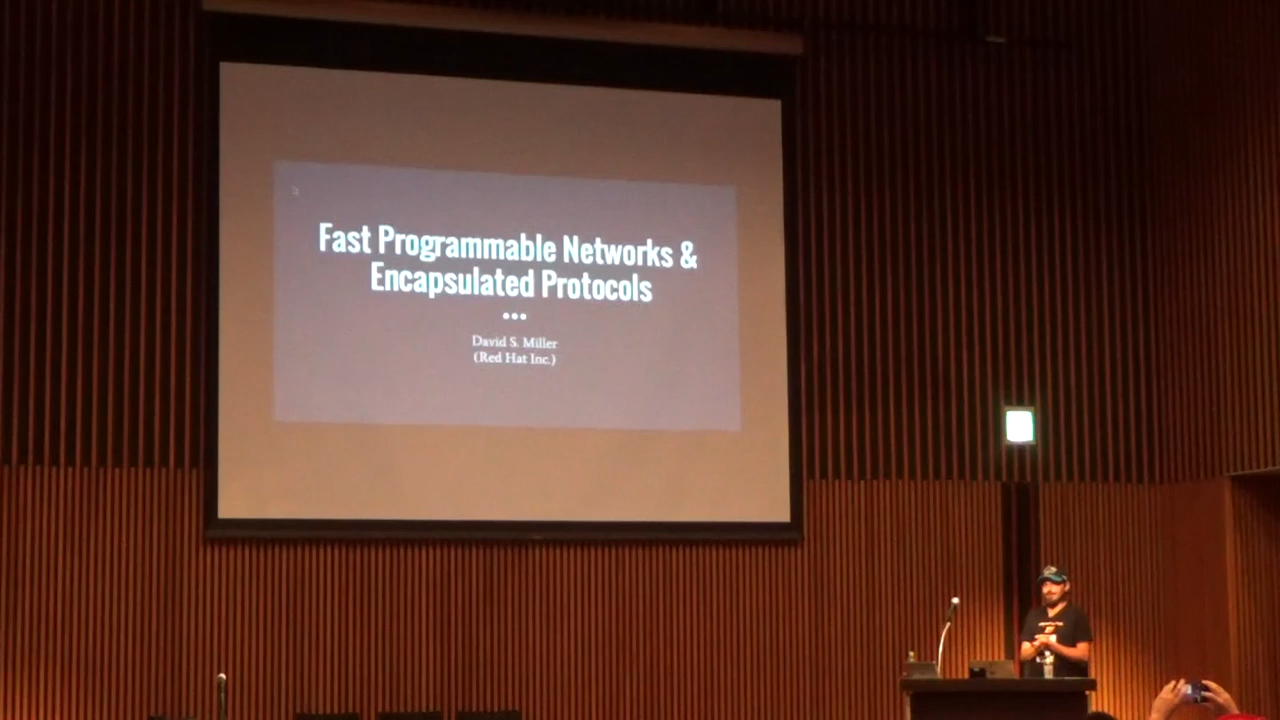 Fast Programmable Networks &
Encapsulated Protocols
David S. Miller
(Red Hat Inc.)